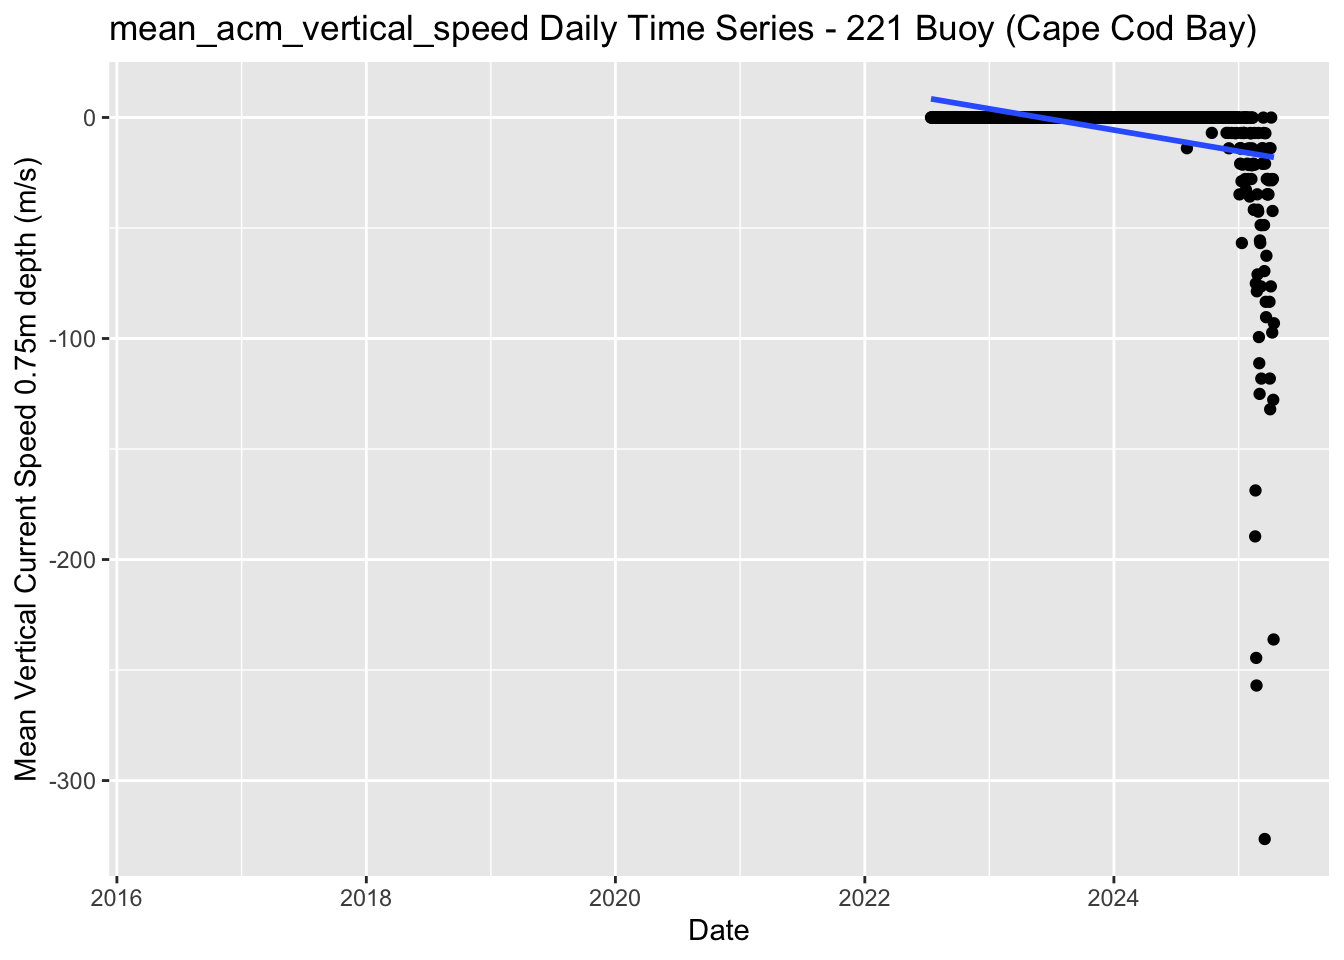 mean_acm_vertical_speed Daily Time Series - 221 Buoy (Cape Cod Bay)
Mean Vertical Current Speed 0.75m depth (m/s)
0
-100
-200
-300
2016 2018 2020 2022 2024
Date